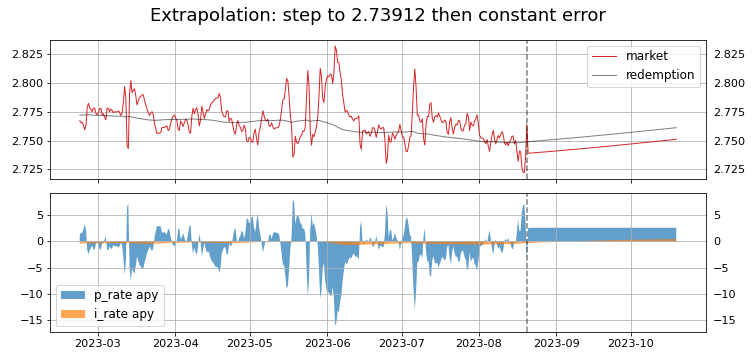 Extrapolation: step to 2.73912 then constant error
2.825 2.825
market
redemption
2.800 2.800
2.775 2.775
2.750 2.750
2.725 2.725
5 5
0 0
−5 −5
−10 −10
p_rate apy
i_rate apy
−15 −15
2023-03 2023-04 2023-05 2023-06 2023-07 2023-08 2023-09 2023-10